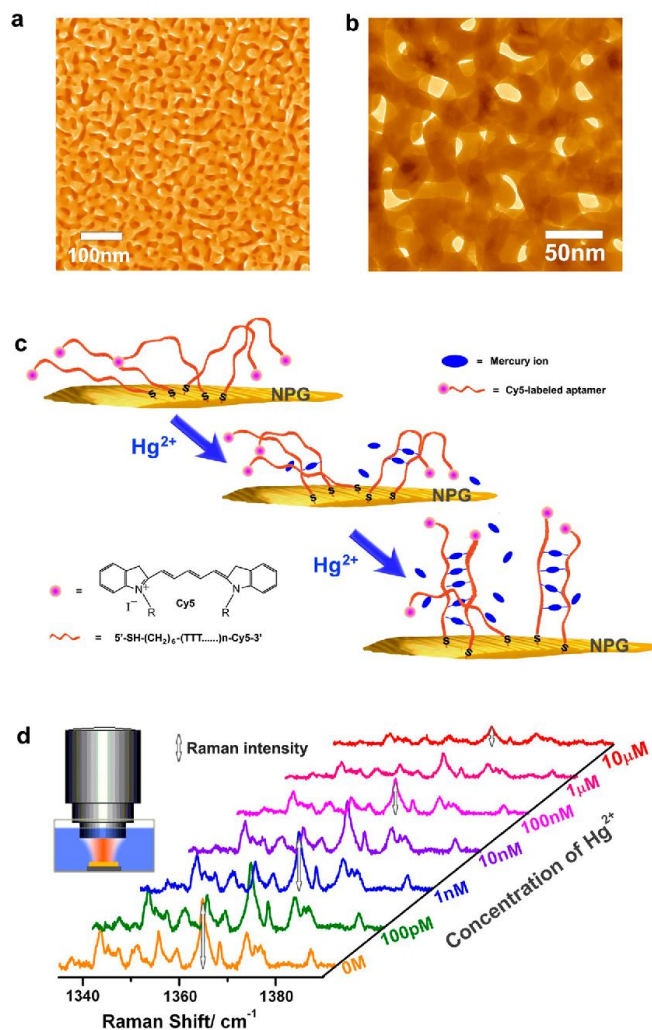 a
b
100nm
50nm
c
= Mercury ion
= Cy5-labeled aptamer
S S S S S
NPG
Hg²⁺
S S S S S
NPG
Hg²⁺
= N⁺ I⁻ R Cy5 N R
= 5'-SH-(CH₂)₆-(TTT......)n-Cy5-3'
S S S S S
NPG
d
Raman intensity
10μM
1μM
100nM
10nM
1nM
100pM
0M
Concentration of Hg²⁺
1340 1360 1380
Raman Shift/ cm⁻¹